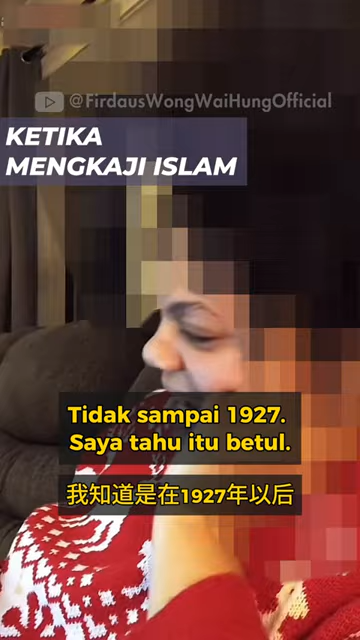 @FirdausWongWaiHungOfficial
KETIKA
MENGKAJI ISLAM
Tidak sampai 1927.
Saya tahu itu betul.
我知道是在1927年以后